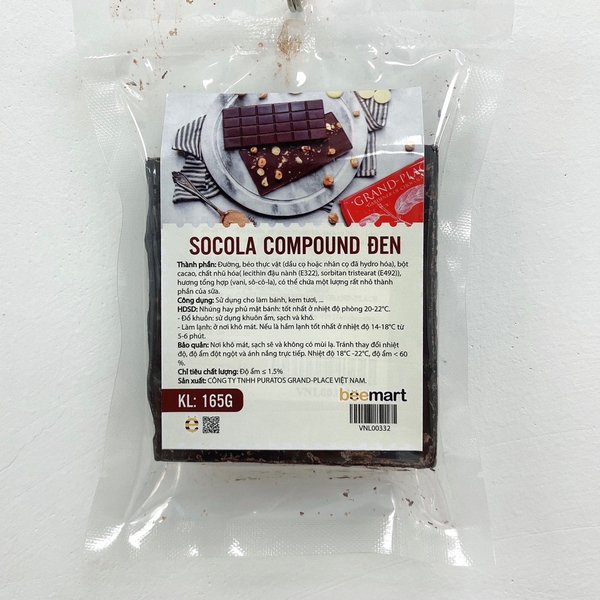 GRAND-PLACE
SOCOLA COMPOUND ĐEN
Thành phần: Đường, béo thực vật (dầu cọ hoặc nhân cọ đã hydro hóa), bột
cacao, chất nhũ hóa( lecithin đậu nành (E322), sorbitan tristearat (E492)),
hương tổng hợp (vani, sô-cô-la), có thể chứa một lượng rất nhỏ thành
phần của sữa.
Công dụng: Sử dụng cho làm bánh, kem tươi, ...
HDSD: Nhúng hay phủ mặt bánh: tốt nhất ở nhiệt độ phòng 20-22°C.
- Đổ khuôn: sử dụng khuôn ấm, sạch và khô.
- Làm lạnh: ở nơi khô mát. Nếu là hầm lạnh tốt nhất ở nhiệt độ 14-18°C từ
5-6 phút.
Bảo quản: Nơi khô mát, sạch sẽ và không có mùi lạ. Tránh thay đổi nhiệt
độ, độ ẩm đột ngột và ánh nắng trực tiếp. Nhiệt độ 18°C -22°C, độ ẩm < 60
%.
Chỉ tiêu chất lượng: Độ ẩm ≤ 1.5%
Sản xuất: CÔNG TY TNHH PURATOS GRAND-PLACE VIỆT NAM.
KL: 165G
beemart
VNL00332